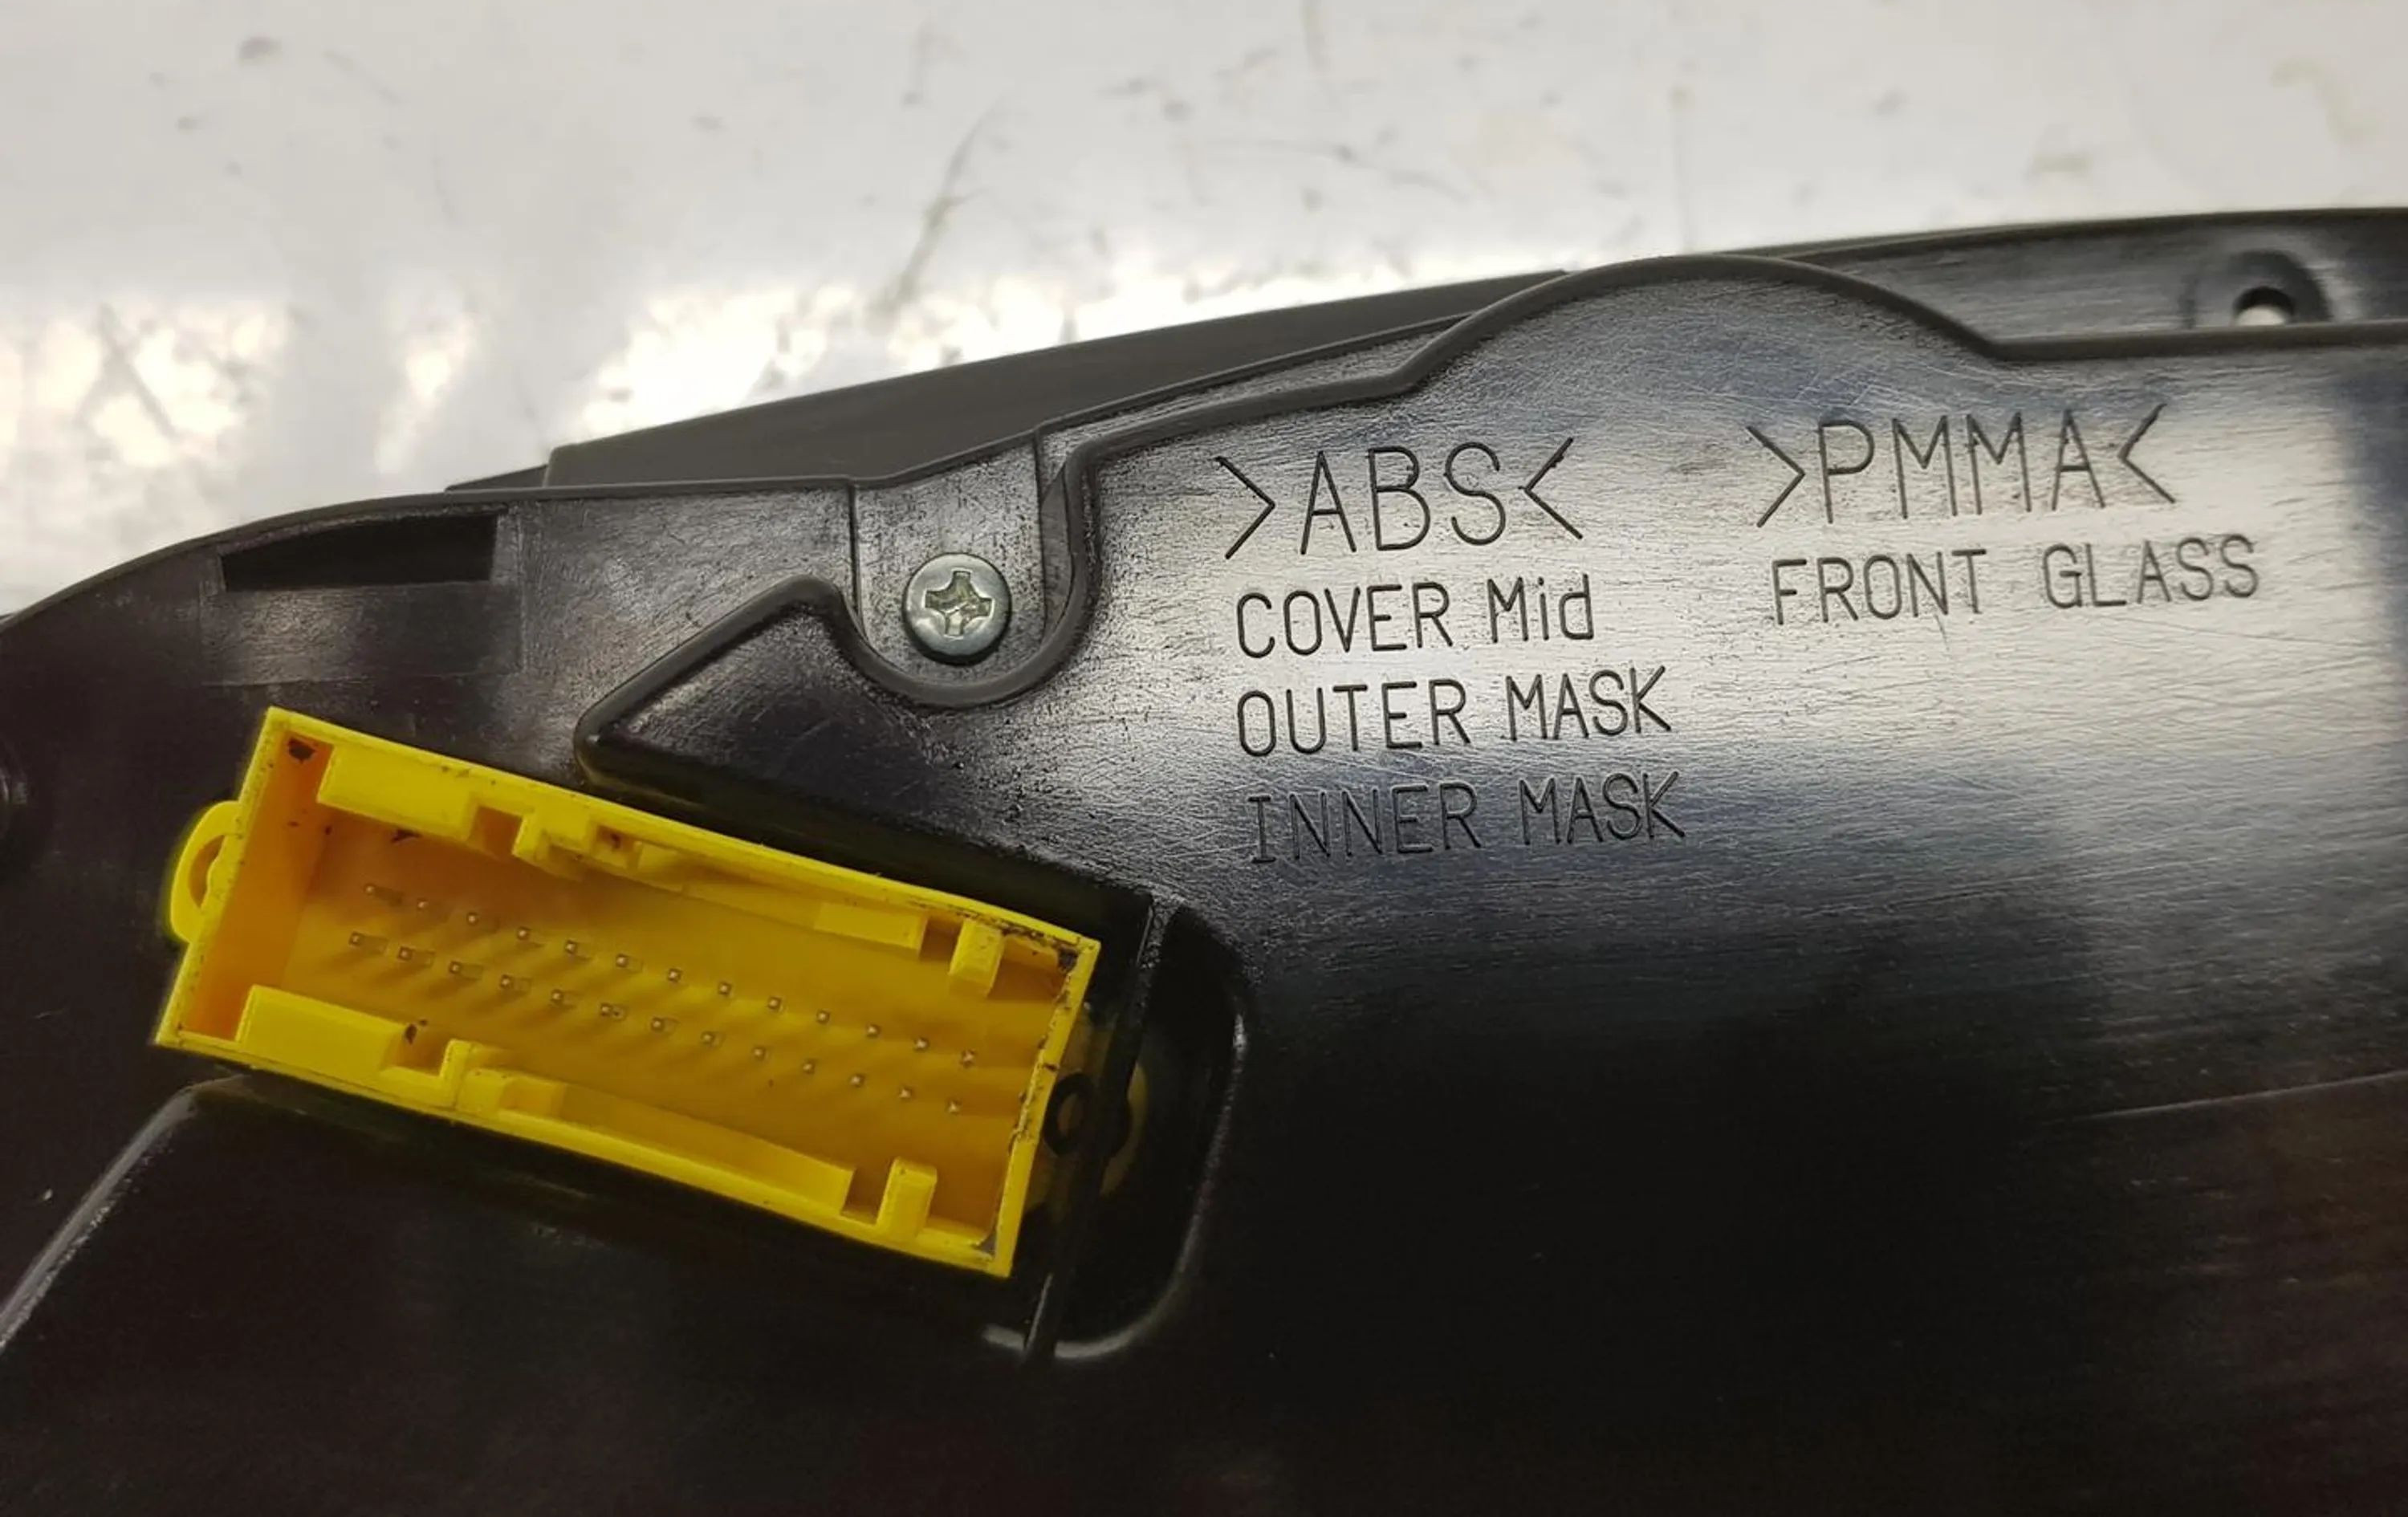 >ABS<
COVER Mid
OUTER MASK
INNER MASK
>PMMA<
FRONT GLASS